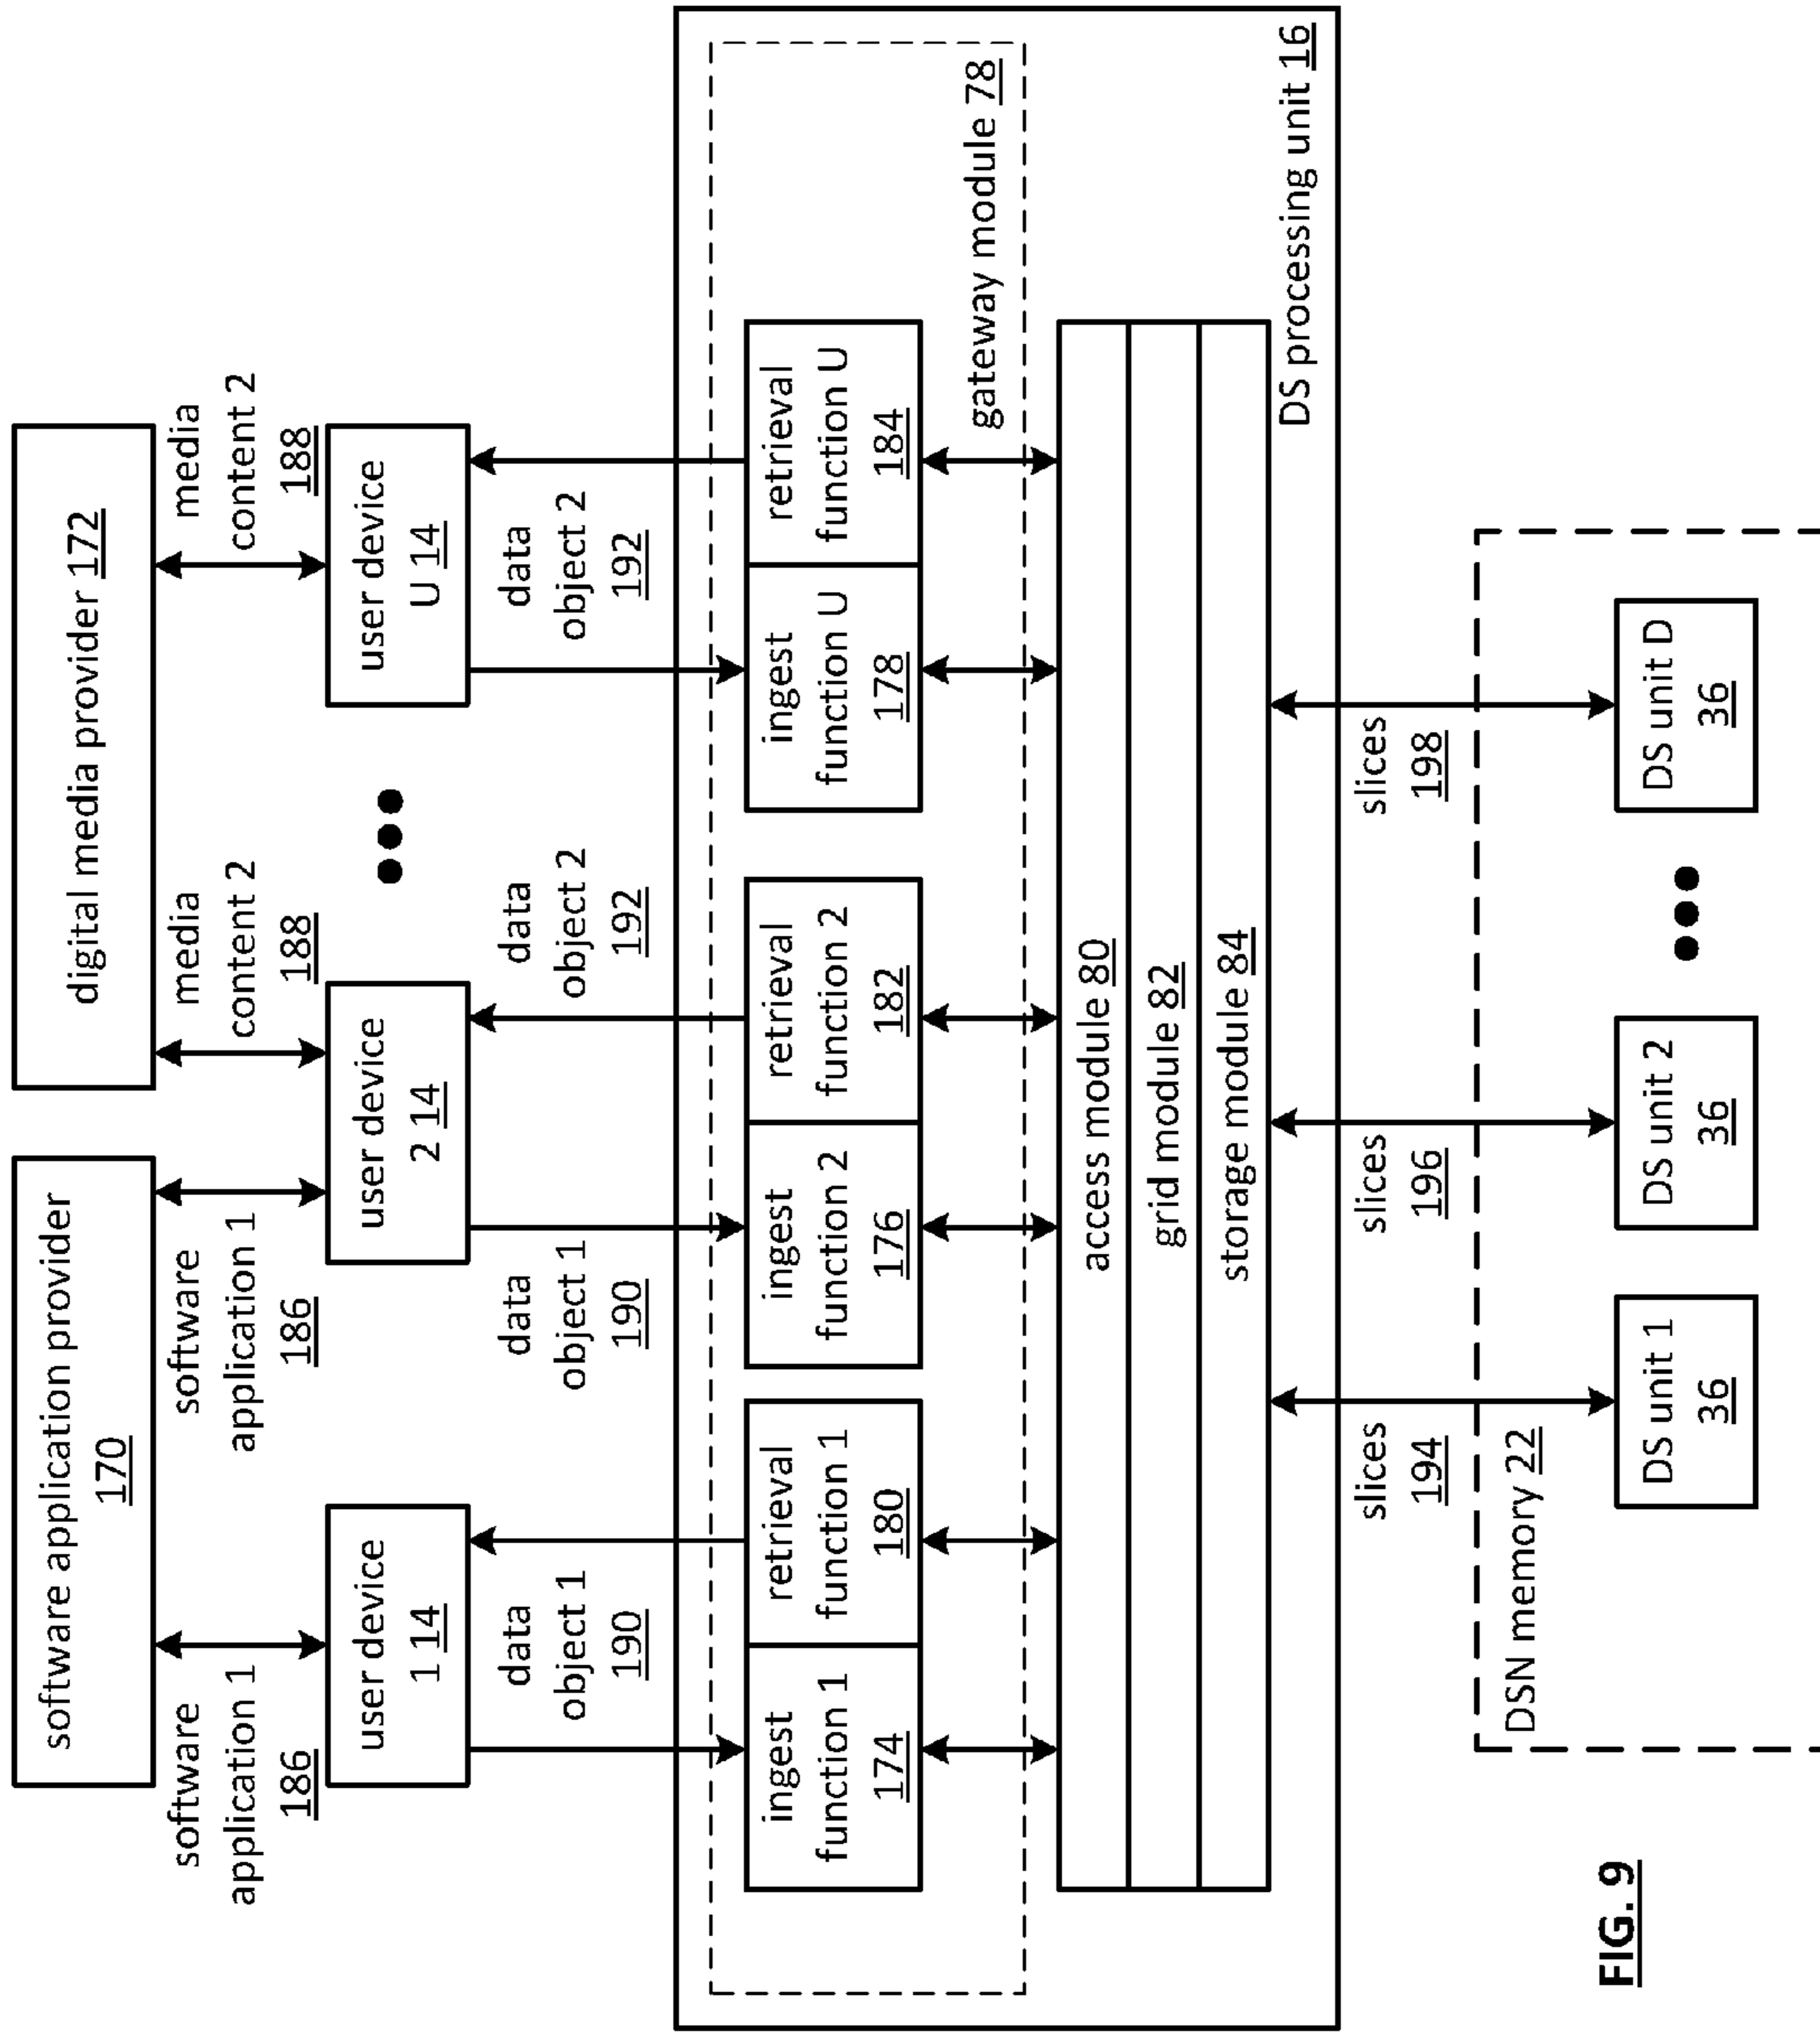 software application provider
170
digital media provider 172
software
application 1
186
software
application 1
186
media
content 2
188
media
content 2
188
user device
1 14
user device
2 14
user device
U 14
data
object 1
190
data
object 1
190
data
object 2
192
data
object 2
192
ingest
function 1
174
retrieval
function 1
180
ingest
function 2
176
retrieval
function 2
182
ingest
function U
178
retrieval
function U
184
gateway module 78
access module 80
grid module 82
storage module 84
DS processing unit 16
slices
194
slices
196
slices
198
DSN memory 22
DS unit 1
36
DS unit 2
36
DS unit D
36
FIG. 9